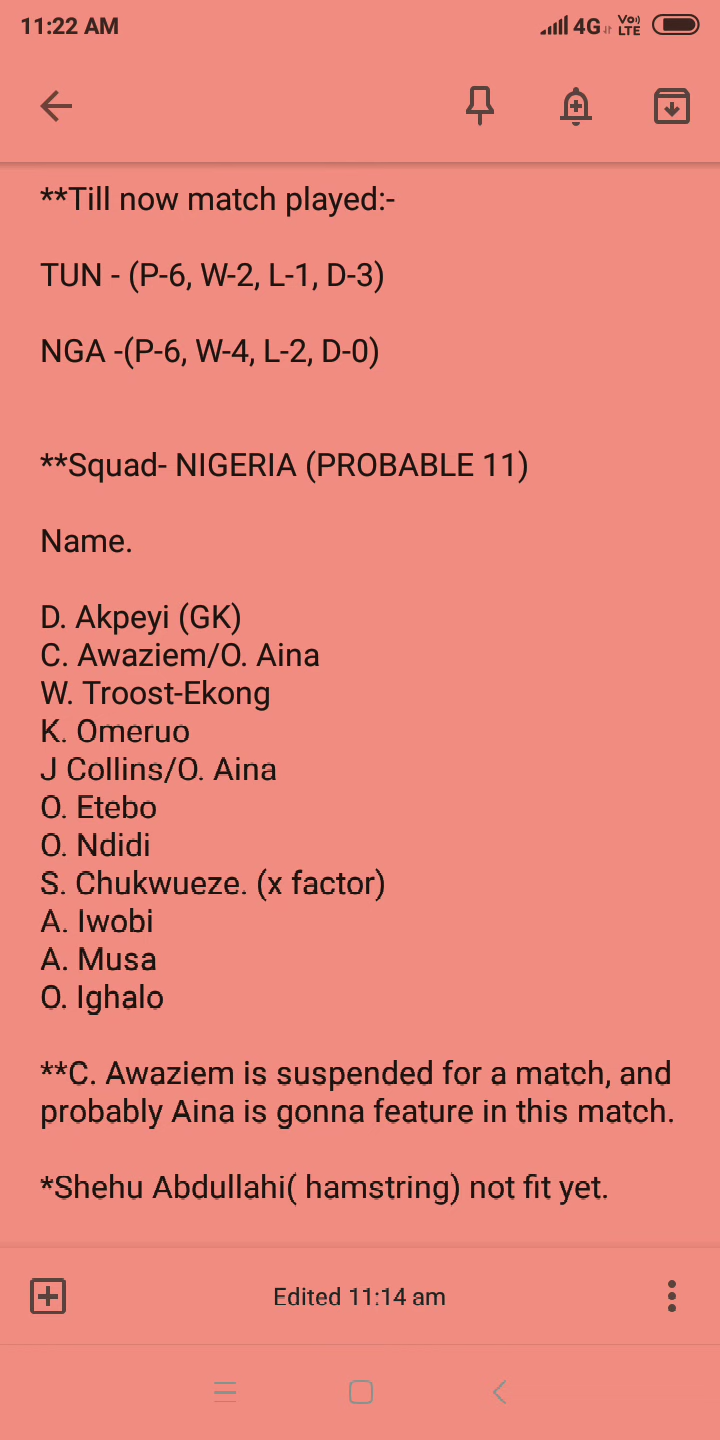 11:22 AM 4G Vo) LTE
**Till now match played:-
TUN - (P-6, W-2, L-1, D-3)
NGA -(P-6, W-4, L-2, D-0)
**Squad- NIGERIA (PROBABLE 11)
Name.
D. Akpeyi (GK)
C. Awaziem/O. Aina
W. Troost-Ekong
K. Omeruo
J Collins/O. Aina
O. Etebo
O. Ndidi
S. Chukwueze. (x factor)
A. Iwobi
A. Musa
O. Ighalo
**C. Awaziem is suspended for a match, and
probably Aina is gonna feature in this match.
*Shehu Abdullahi( hamstring) not fit yet.
Edited 11:14 am